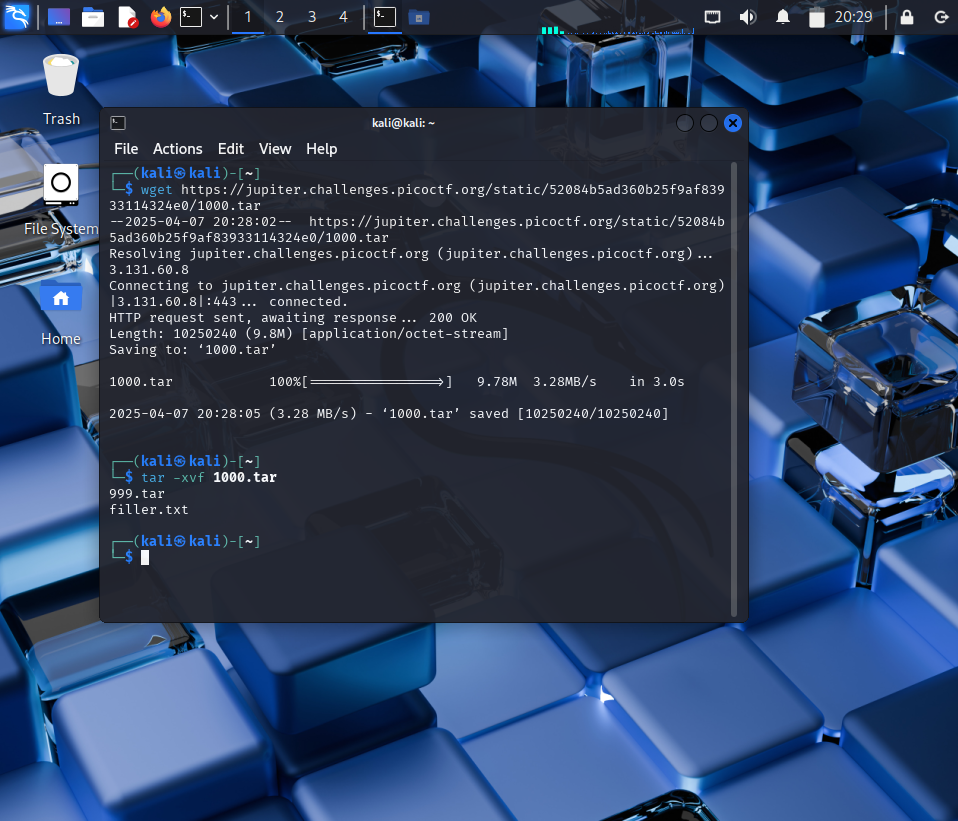 1 2 3 4 20:29
Trash
File System
Home
kali@kali: ~
File Actions Edit View Help
┌──(kali㉿kali)-[~]
└─$ wget https://jupiter.challenges.picoctf.org/static/52084b5ad360b25f9af839
33114324e0/1000.tar
--2025-04-07 20:28:02-- https://jupiter.challenges.picoctf.org/static/52084b
5ad360b25f9af83933114324e0/1000.tar
Resolving jupiter.challenges.picoctf.org (jupiter.challenges.picoctf.org)...
3.131.60.8
Connecting to jupiter.challenges.picoctf.org (jupiter.challenges.picoctf.org)
|3.131.60.8|:443... connected.
HTTP request sent, awaiting response... 200 OK
Length: 10250240 (9.8M) [application/octet-stream]
Saving to: ‘1000.tar’
1000.tar 100%[=================>] 9.78M 3.28MB/s in 3.0s
2025-04-07 20:28:05 (3.28 MB/s) - ‘1000.tar’ saved [10250240/10250240]
┌──(kali㉿kali)-[~]
└─$ tar -xvf 1000.tar
999.tar
filler.txt
┌──(kali㉿kali)-[~]
└─$